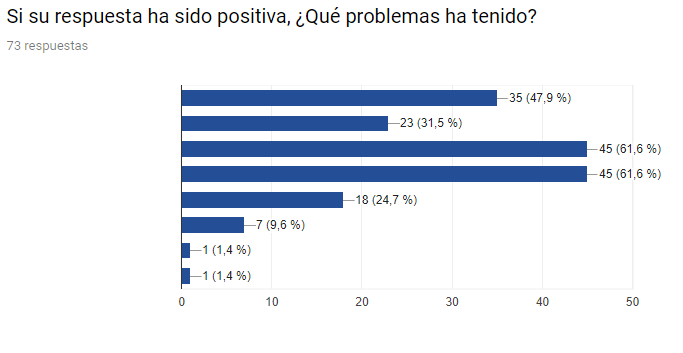 Si su respuesta ha sido positiva, ¿Qué problemas ha tenido?
73 respuestas
35 (47,9 %)
23 (31,5 %)
45 (61,6 %)
45 (61,6 %)
18 (24,7 %)
7 (9,6 %)
1 (1,4 %)
1 (1,4 %)
0 10 20 30 40 50